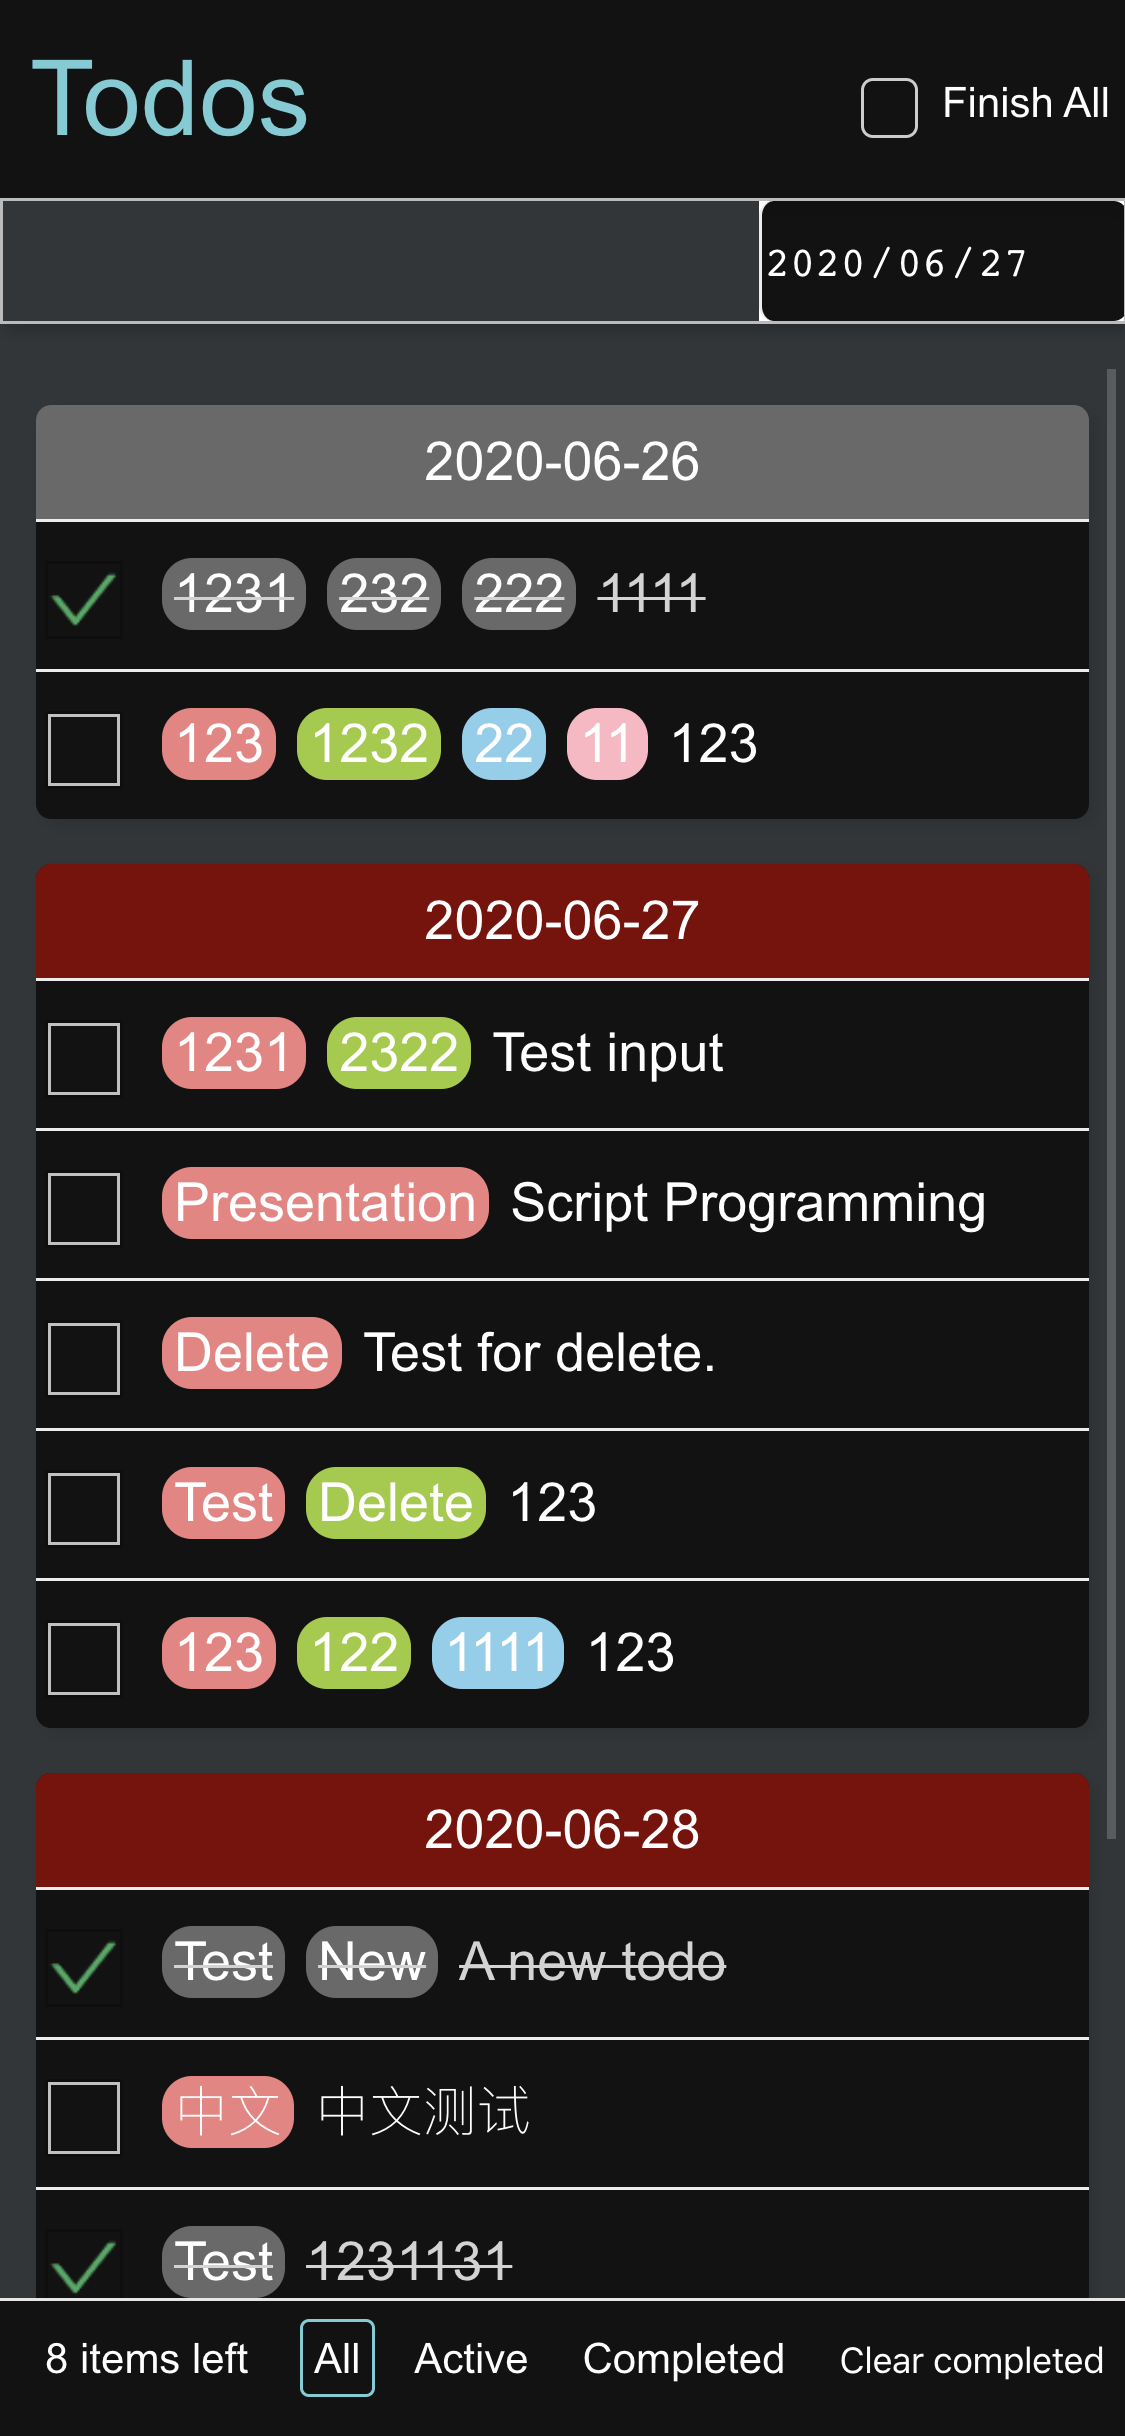 Todos
Finish All
2020/06/27
2020-06-26
1231 232 222 1111
123 1232 22 11 123
2020-06-27
1231 2322 Test input
Presentation Script Programming
Delete Test for delete.
Test Delete 123
123 122 1111 123
2020-06-28
Test New A new todo
中文 中文测试
Test 1231131
8 items left All Active Completed Clear completed